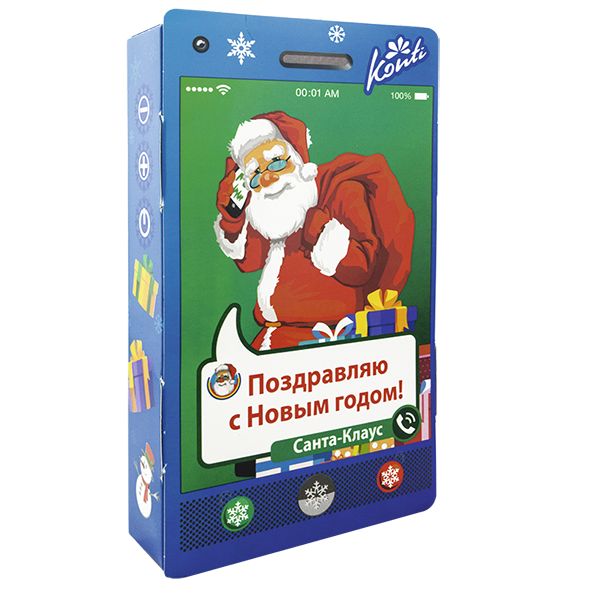 Konti
00:01 AM
100%
Поздравляю
с Новым годом!
Санта-Клаус